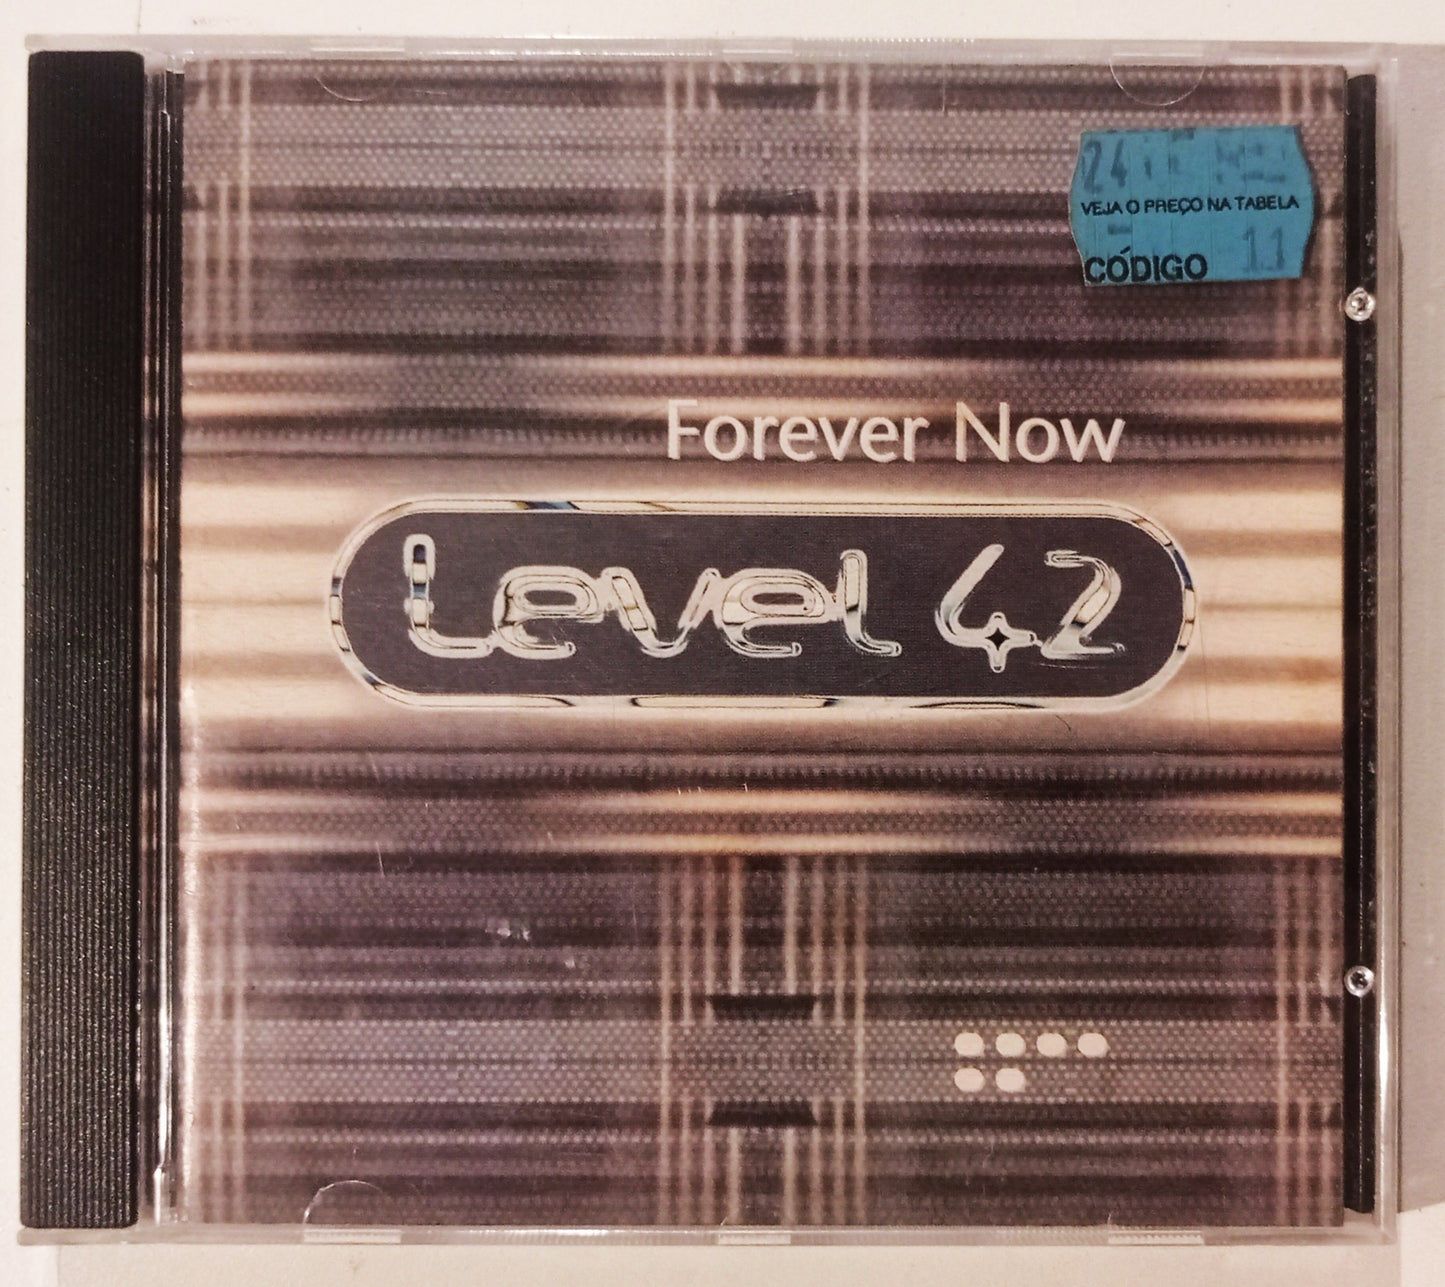 24
VEJA O PREÇO NA TABELA
CÓDIGO 11
Forever Now
Level 42